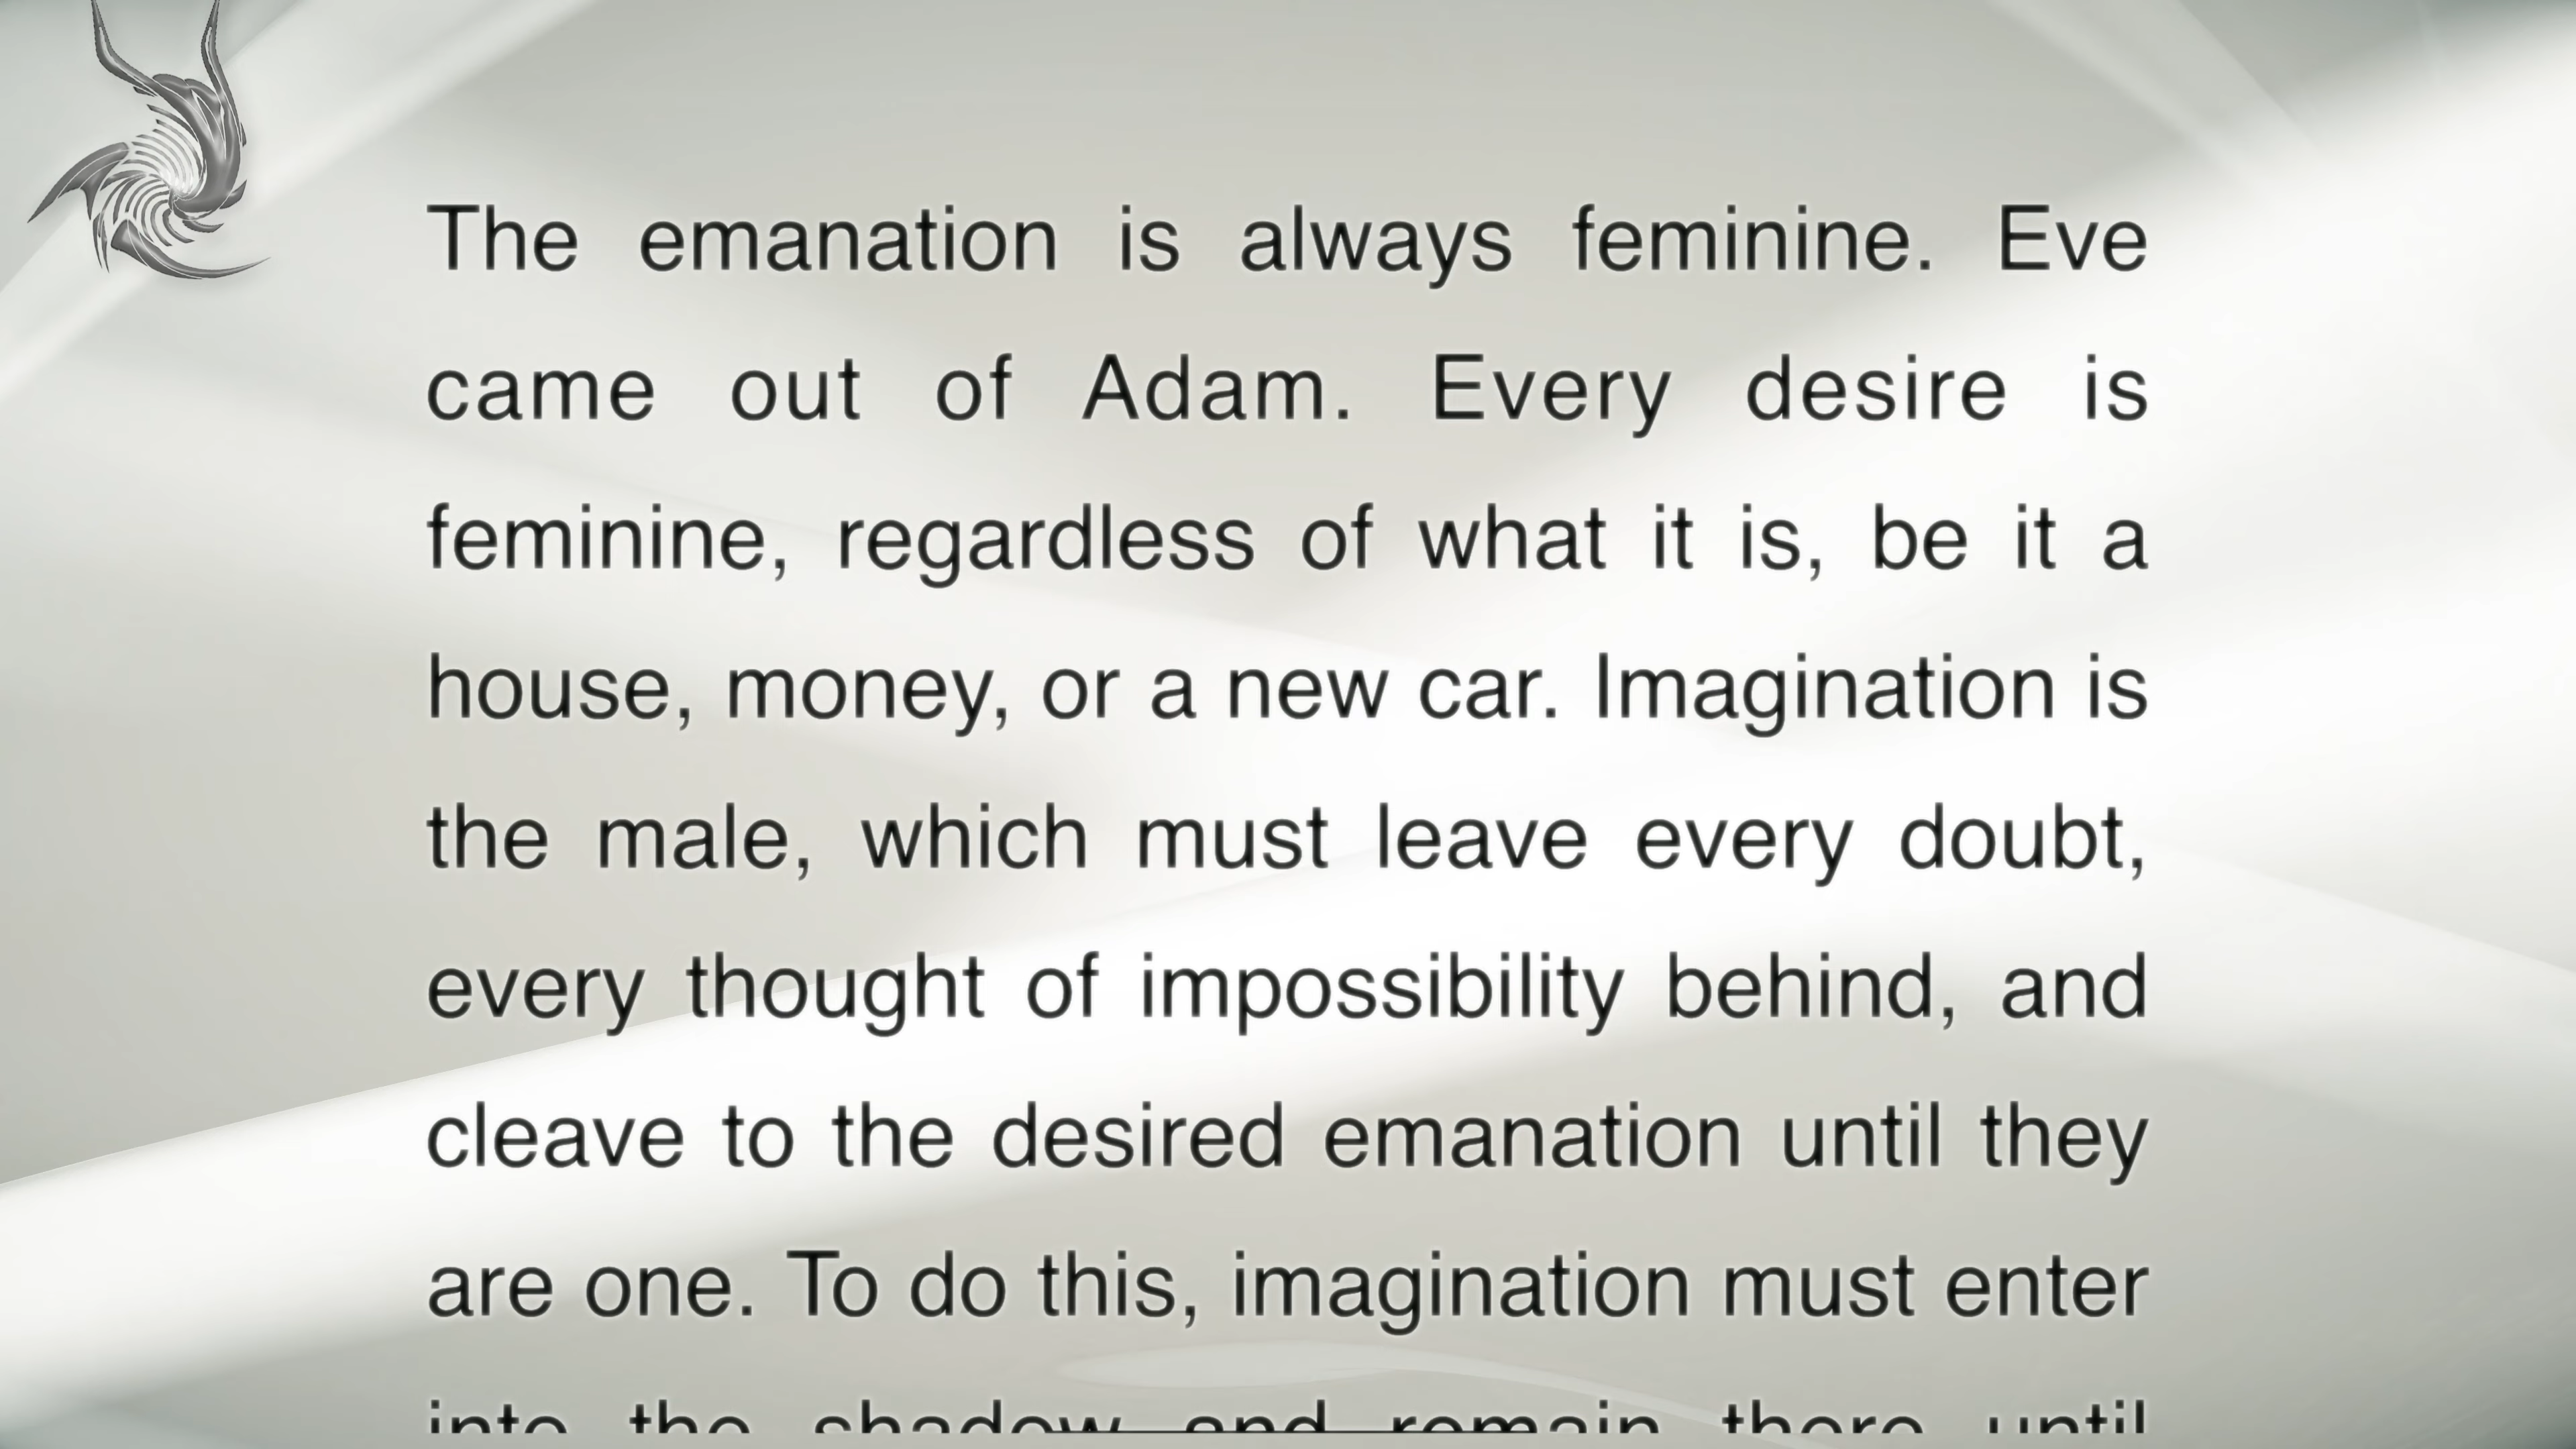 The emanation is always feminine. Eve
came out of Adam. Every desire is
feminine, regardless of what it is, be it a
house, money, or a new car. Imagination is
the male, which must leave every doubt,
every thought of impossibility behind, and
cleave to the desired emanation until they
are one. To do this, imagination must enter
into the shadow and remain there until